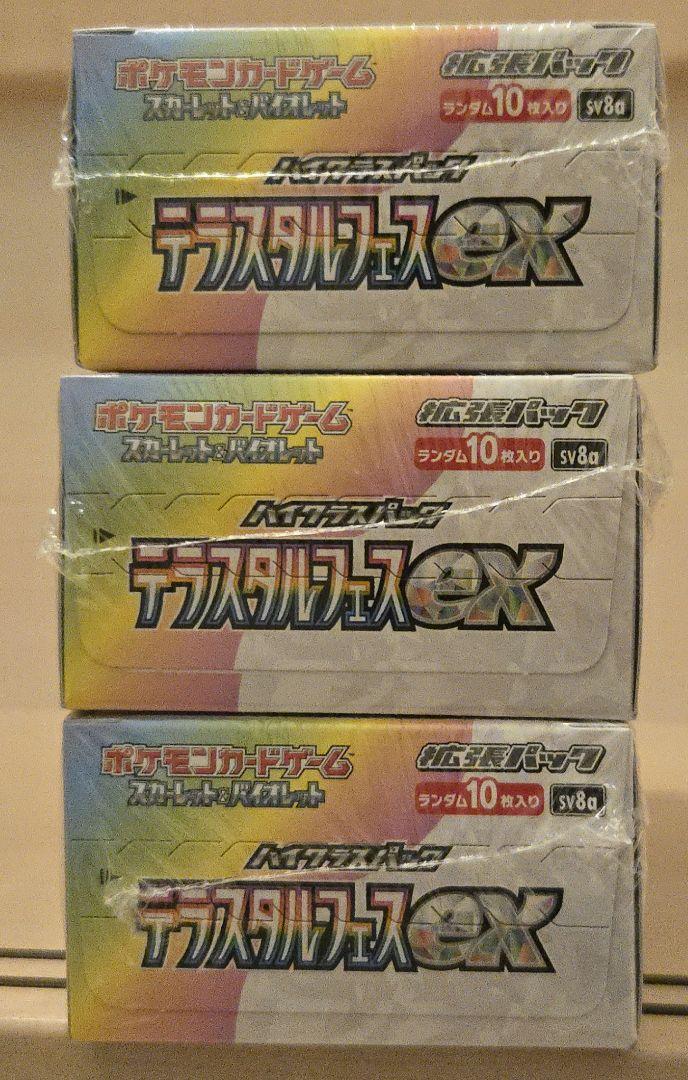 ポケモンカードゲーム 拡張パック
スカーレット&バイオレット ランダム10枚入り sv8a
ハイクラスパック
テラスタルフェスex
ポケモンカードゲーム 拡張パック
スカーレット&バイオレット ランダム10枚入り sv8a
ハイクラスパック
テラスタルフェスex
ポケモンカードゲーム 拡張パック
スカーレット&バイオレット ランダム10枚入り sv8a
ハイクラスパック
テラスタルフェスex